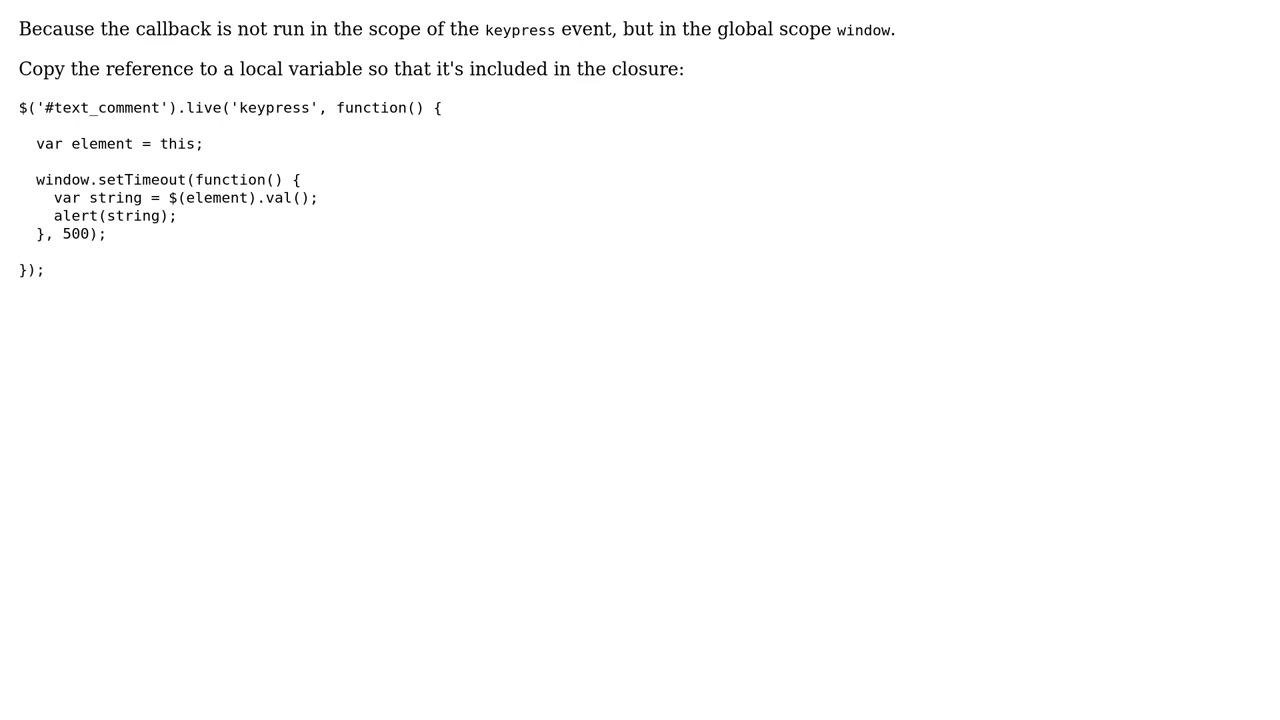 Because the callback is not run in the scope of the keypress event, but in the global scope window.
Copy the reference to a local variable so that it's included in the closure:
$('#text_comment').live('keypress', function() {
  var element = this;
  window.setTimeout(function() {
    var string = $(element).val();
    alert(string);
  }, 500);
});